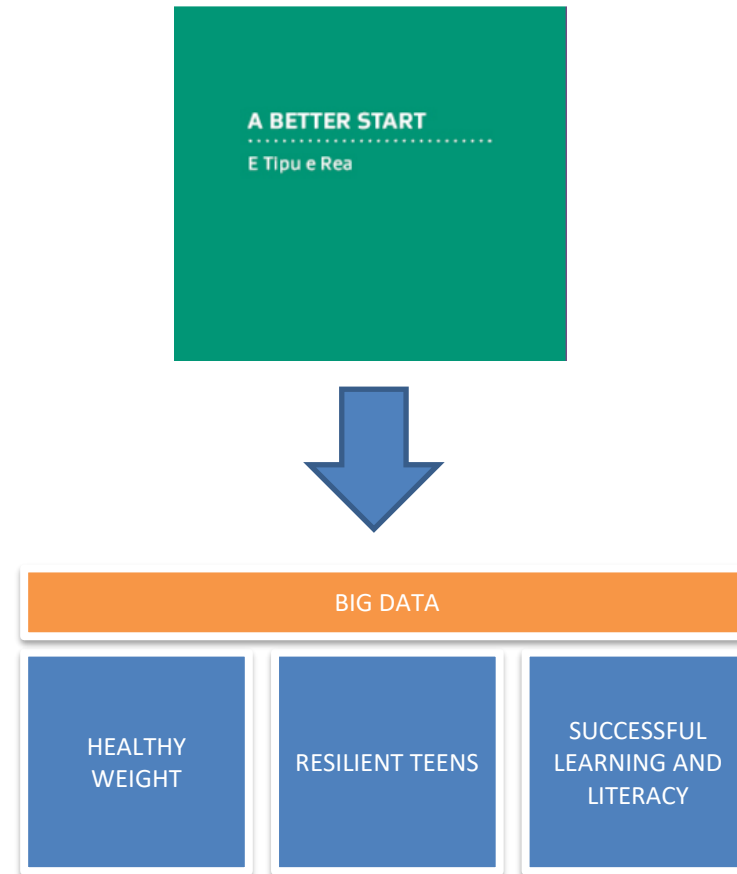 A BETTER START
E Tipu e Rea
BIG DATA
HEALTHY
WEIGHT
RESILIENT TEENS
SUCCESSFUL
LEARNING AND
LITERACY